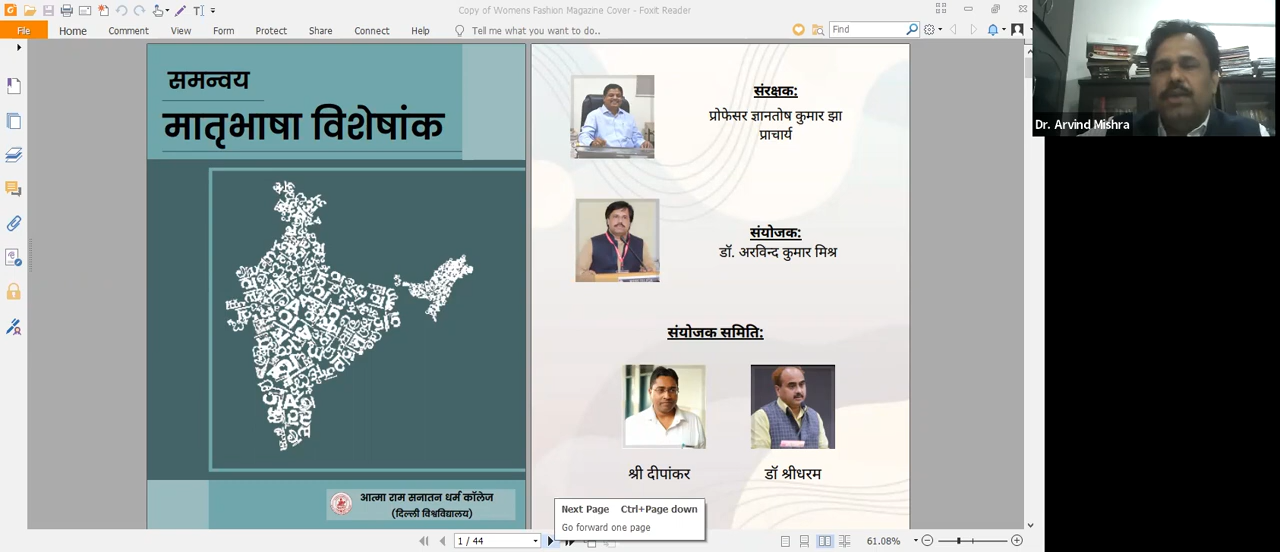 Copy of Womens Fashion Magazine Cover - Foxit Reader
File Home Comment View Form Protect Share Connect Help Tell me what you want to do.. Find
समन्वय
मातृभाषा विशेषांक
आत्मा राम सनातन धर्म कॉलेज
(दिल्ली विश्वविद्यालय)
संरक्षक:
प्रोफेसर ज्ञानतोष कुमार झा
प्राचार्य
संयोजक:
डॉ. अरविन्द कुमार मिश्र
संयोजक समिति:
श्री दीपांकर
डॉ श्रीधरम
Next Page Ctrl+Page down
Go forward one page
1 / 44
61.08%
Dr. Arvind Mishra